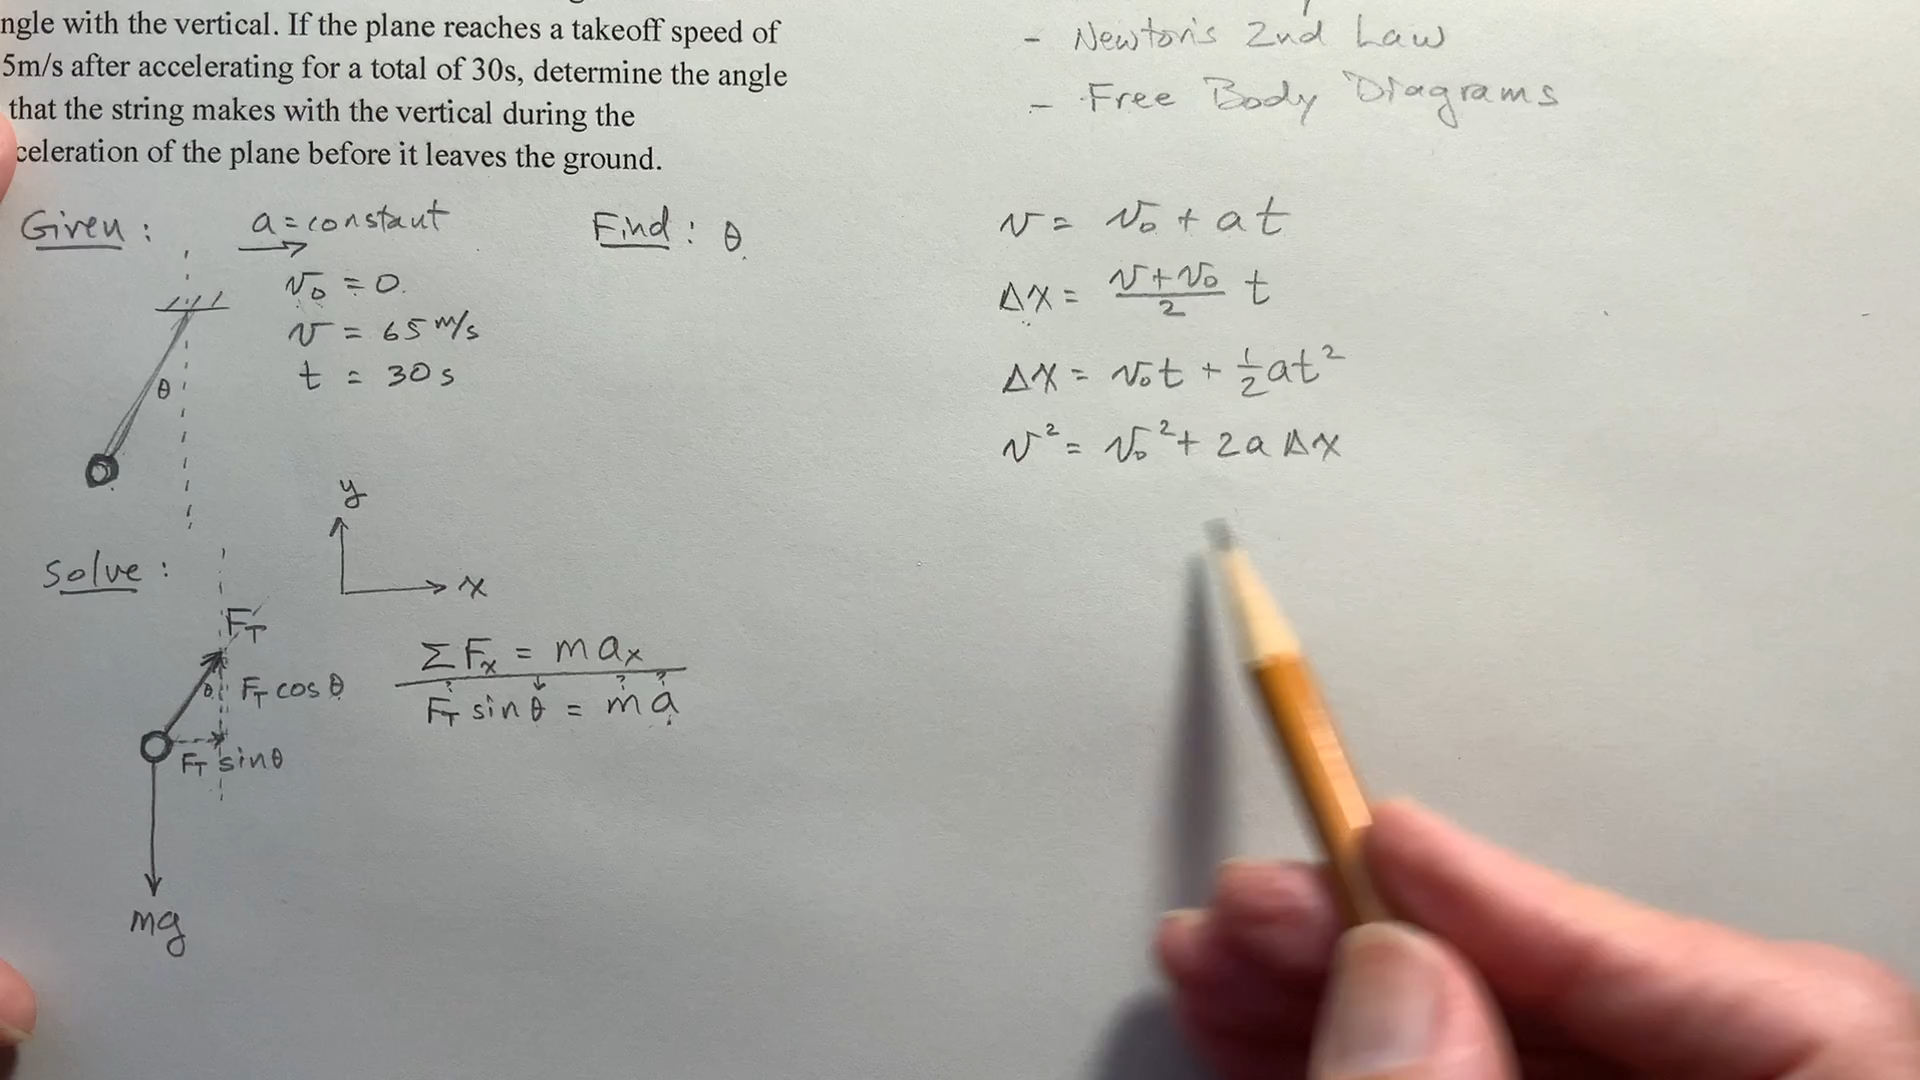 ngle with the vertical. If the plane reaches a takeoff speed of
5m/s after accelerating for a total of 30s, determine the angle
that the string makes with the vertical during the
celeration of the plane before it leaves the ground.
- Newton's 2nd Law
- Free Body Diagrams
Given:
a = constant
v₀ = 0.
v = 65 m/s
t = 30 s
θ
Find: θ
v = v₀ + at
Δx = (v + v₀)/2 t
Δx = v₀t + ½at²
v² = v₀² + 2aΔx
Solve:
y
x
F_T
θ
F_T cos θ
F_T sinθ
mg
ΣFₓ = maₓ
? ? ?
F_T sin θ = ma